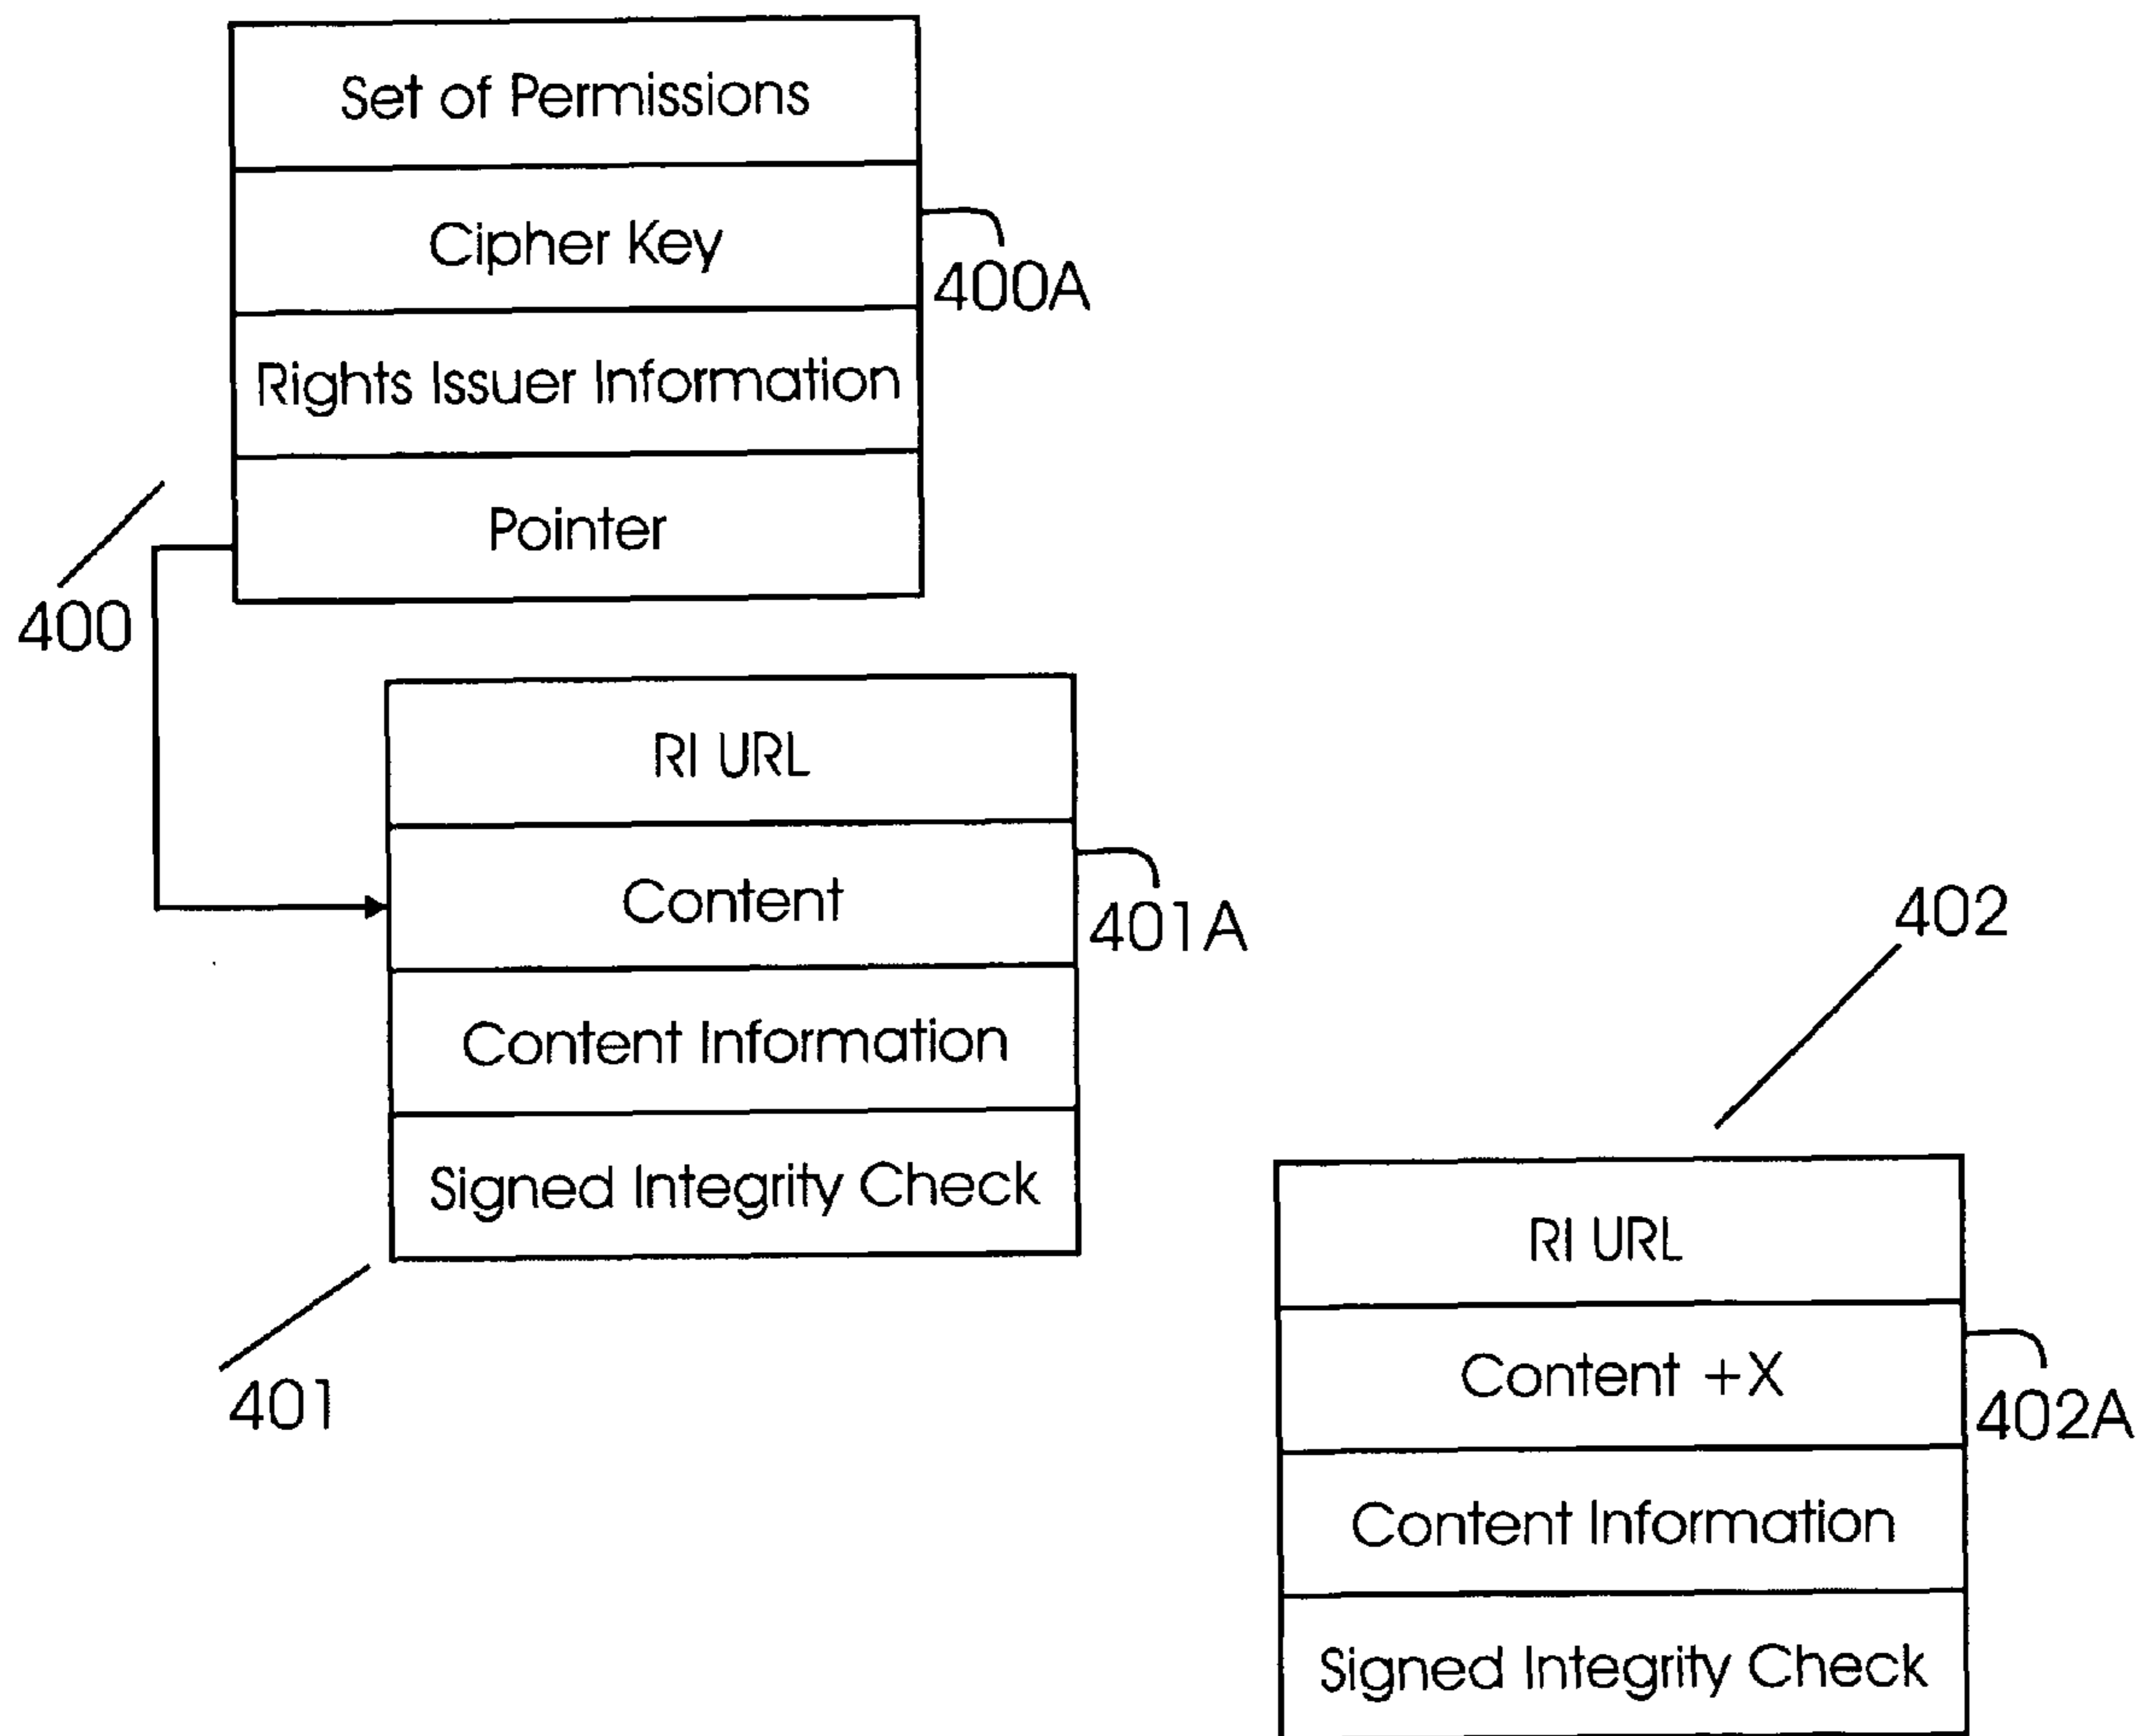 Set of Permissions
Cipher Key
400A
Rights Issuer Information
Pointer
400
RI URL
Content
401A
Content Information
Signed Integrity Check
401
402
RI URL
Content +X
402A
Content Information
Signed Integrity Check